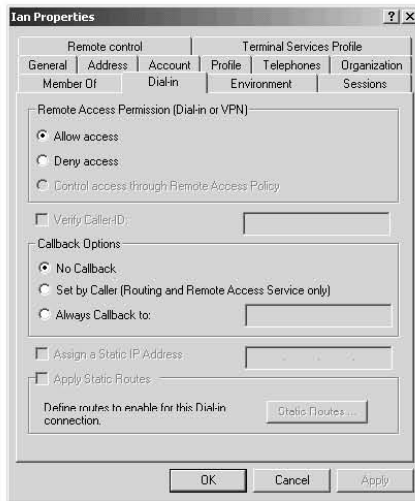 Ian Properties
Remote control Terminal Services Profile
General Address Account Profile Telephones Organization
Member Of Dial-in Environment Sessions
Remote Access Permission (Dial-in or VPN)
Allow access
Deny access
Control access through Remote Access Policy
Verify Caller-ID:
Callback Options
No Callback
Set by Caller (Routing and Remote Access Service only)
Always Callback to:
Assign a Static IP Address
Apply Static Routes
Define routes to enable for this Dial-in
connection.
Static Routes ...
OK Cancel Apply